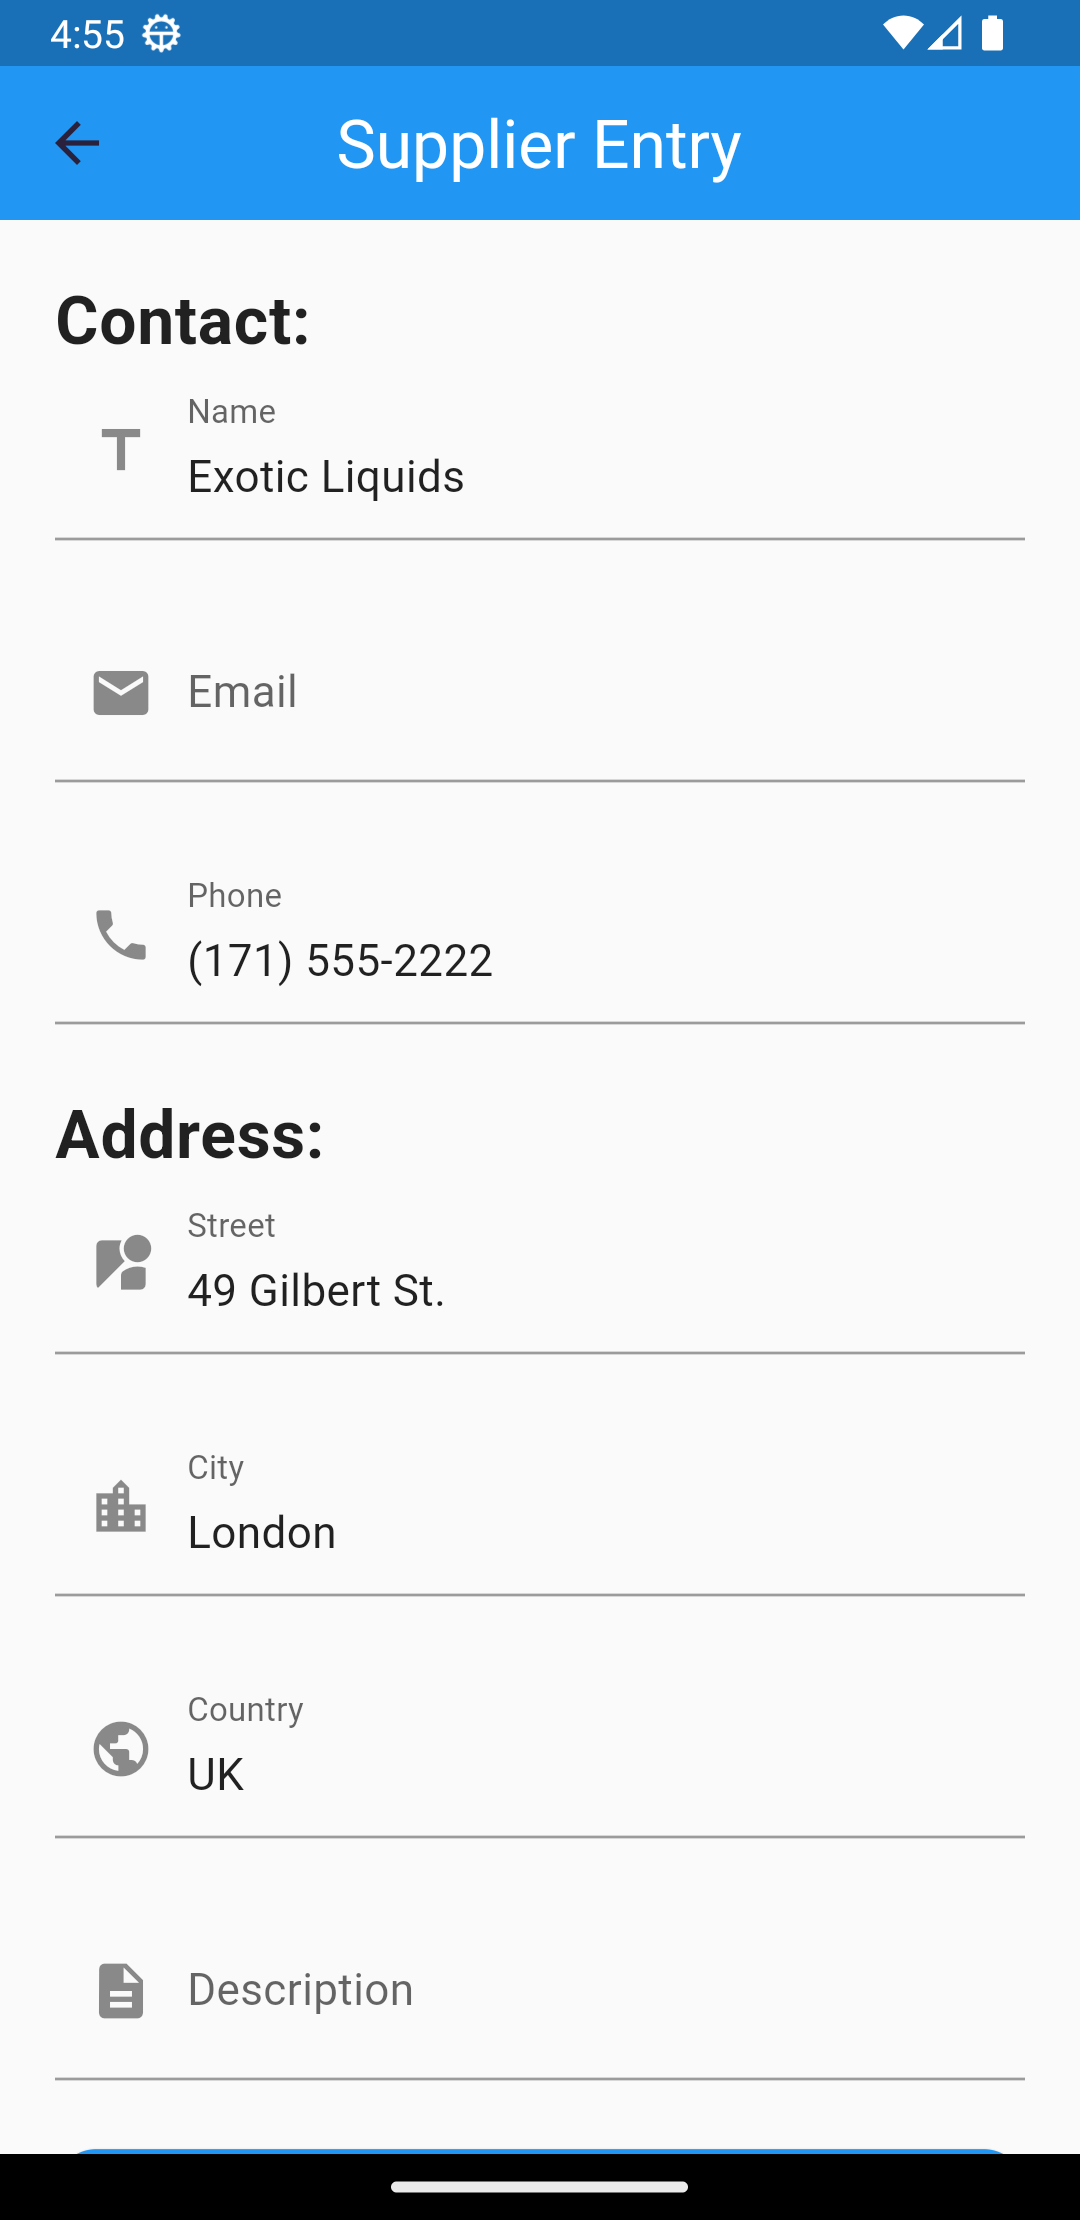 4:55
Supplier Entry
Contact:
Name
Exotic Liquids
Email
Phone
(171) 555-2222
Address:
Street
49 Gilbert St.
City
London
Country
UK
Description